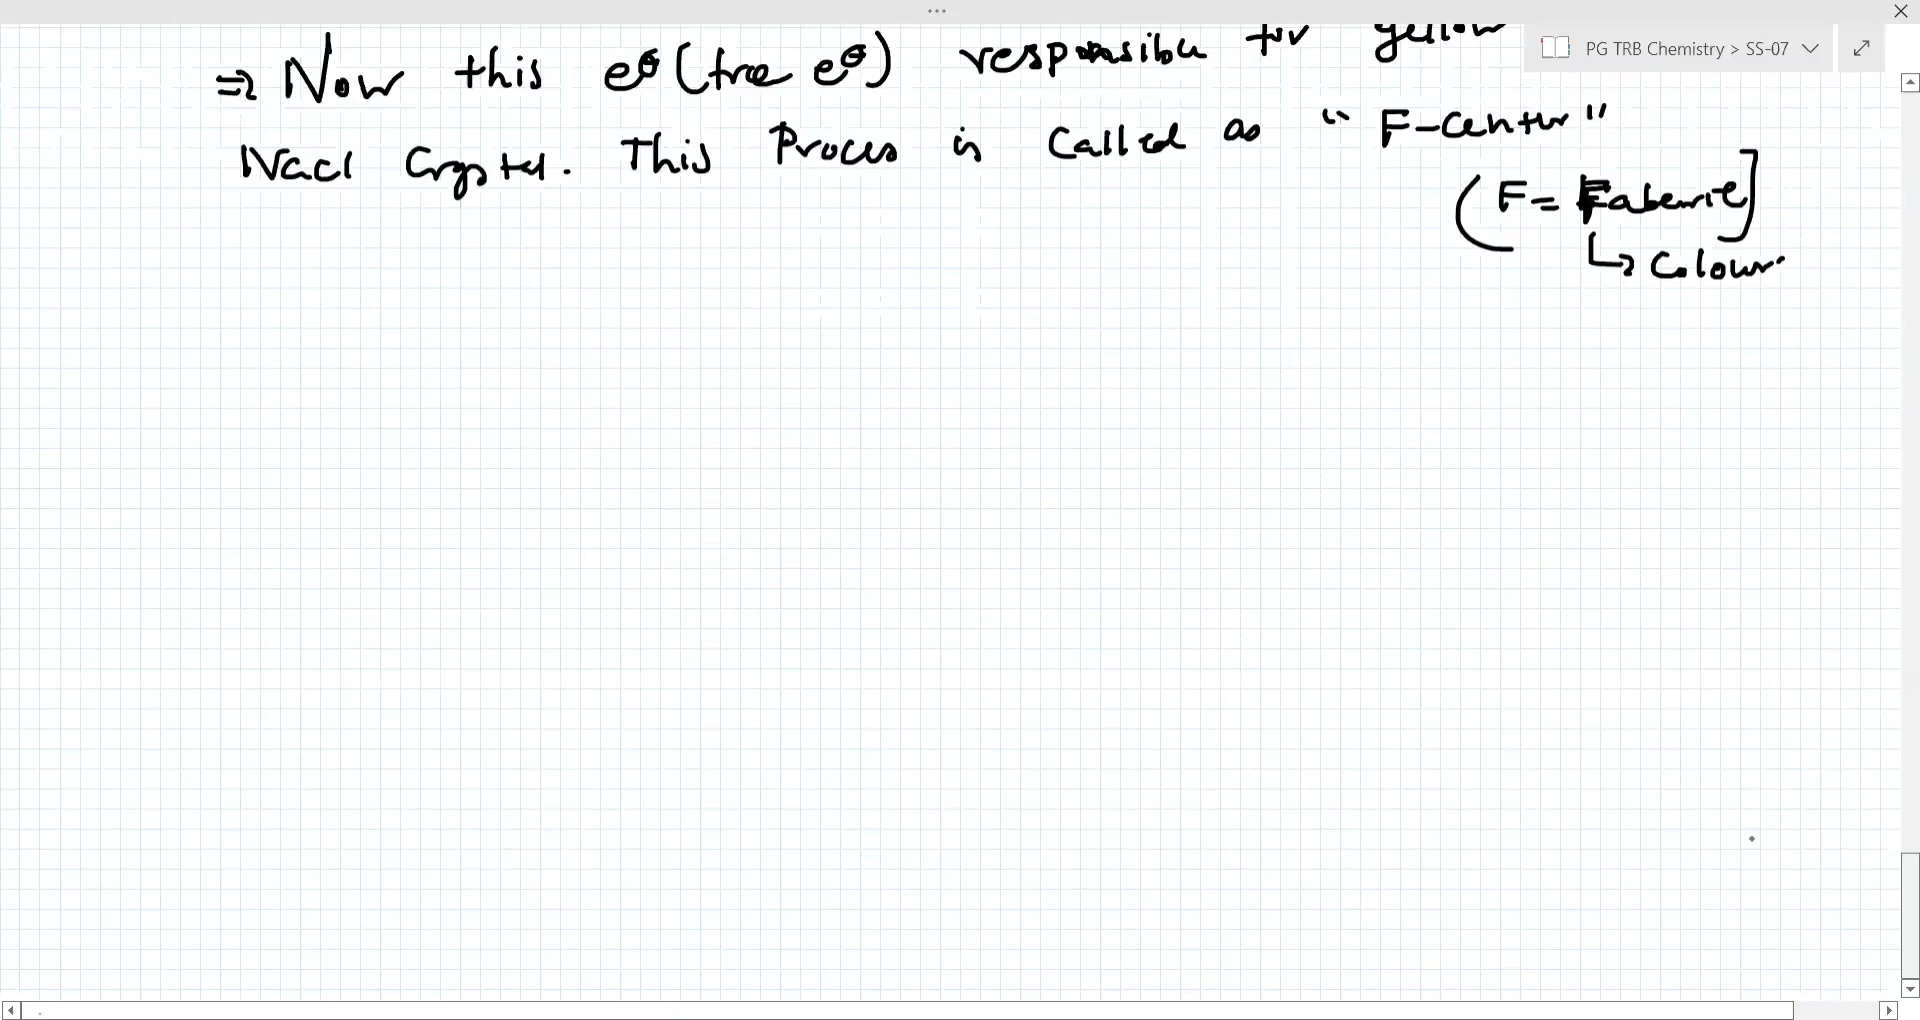 PG TRB Chemistry > SS-07
⇒ Now this e⊖ (free e⊖) responsible for yellow
NaCl Crystal. This Process is Called as "F-Center"
(F = Faberite]
↳ Colour.